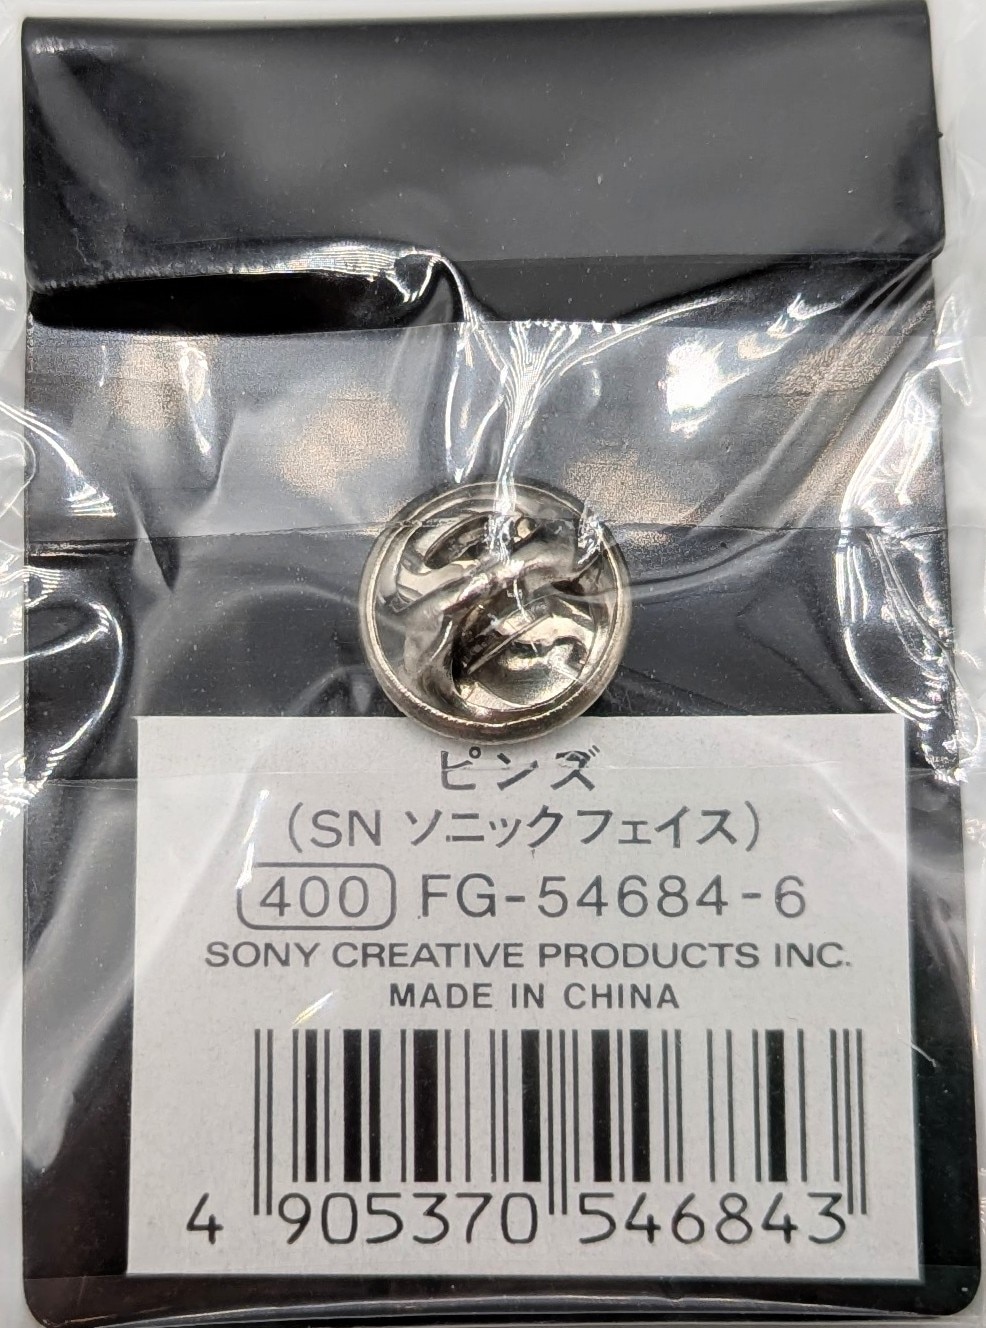 ピンズ
(SN ソニックフェイス)
400 FG-54684-6
SONY CREATIVE PRODUCTS INC.
MADE IN CHINA
4 905370 546843